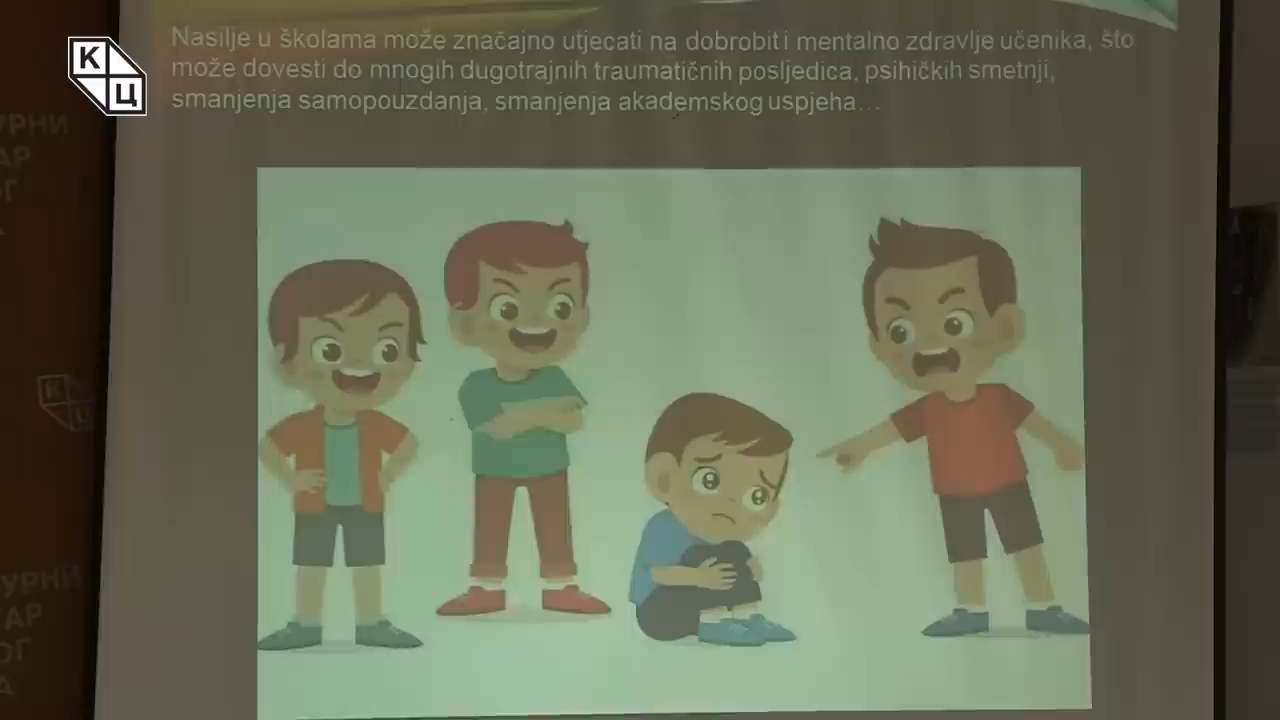 К
Ц
Nasilje u školama može značajno utjecati na dobrobit i mentalno zdravlje učenika, što
može dovesti do mnogih dugotrajnih traumatičnih posljedica, psihičkih smetnji,
smanjenja samopouzdanja, smanjenja akademskog uspjeha…